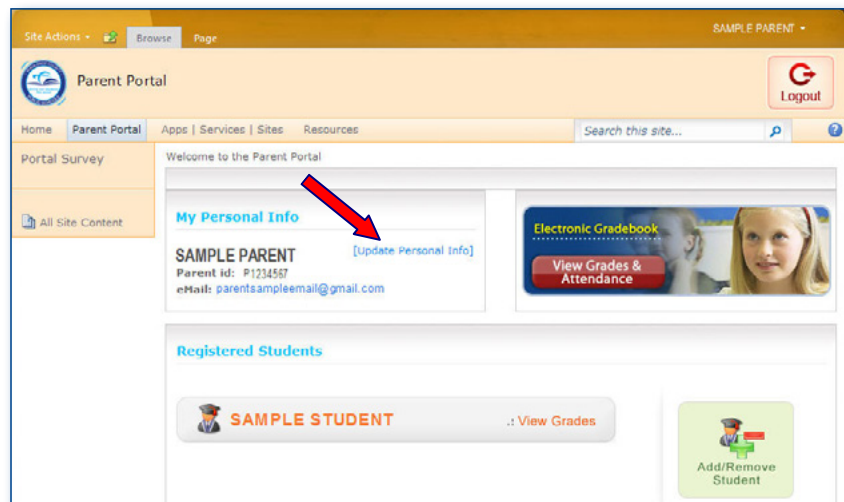 SAMPLE PARENT
Site Actions
Browse
Page
Parent Portal
Logout
Home
Parent Portal
Apps | Services | Sites
Resources
Search this site...
Portal Survey
Welcome to the Parent Portal
All Site Content
My Personal Info
[Update Personal Info]
SAMPLE PARENT
Parent id: P1234567
eMail: parentsampleemail@gmail.com
Electronic Gradebook
View Grades &
Attendance
Registered Students
SAMPLE STUDENT
.: View Grades
Add/Remove
Student